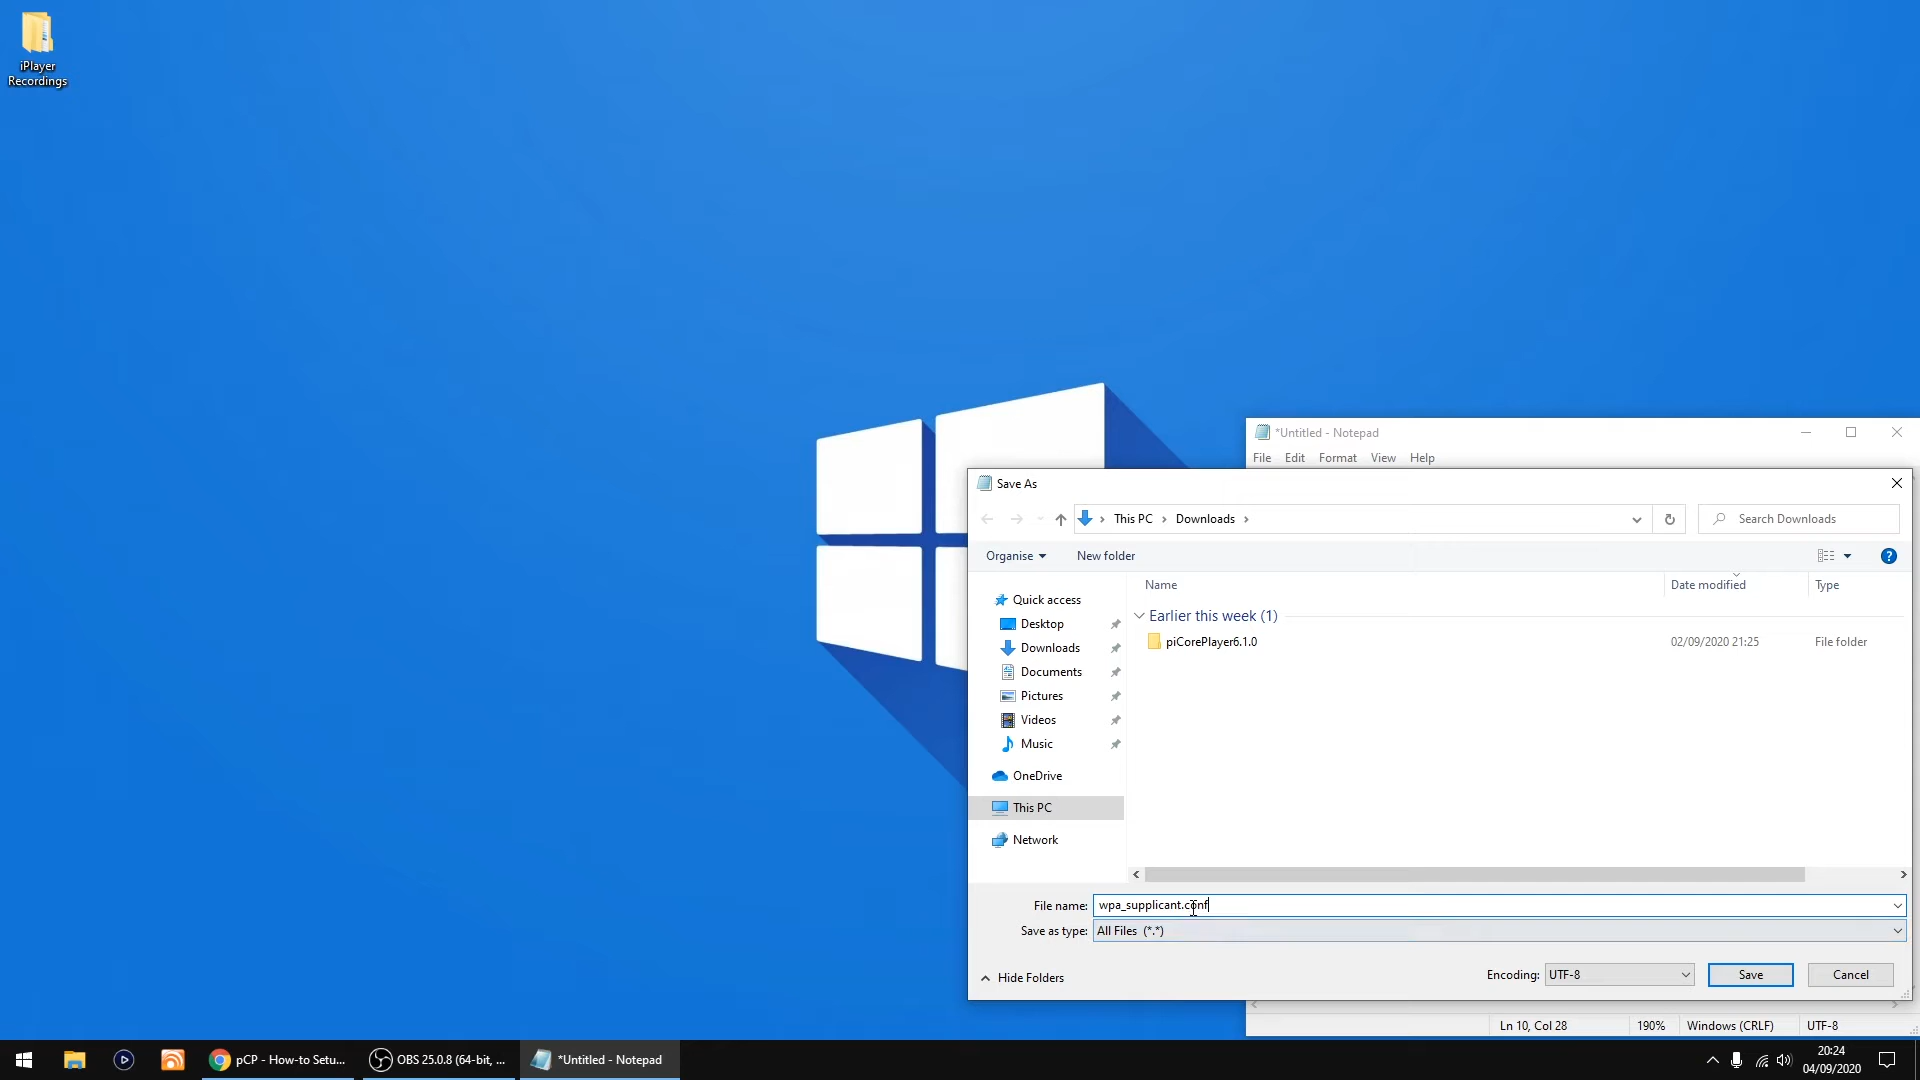 iPlayer
Recordings
*Untitled - Notepad
File Edit Format View Help
Save As
This PC Downloads
Search Downloads
Organise New folder
Name Date modified Type
Quick access
Earlier this week (1)
Desktop
piCorePlayer6.1.0 02/09/2020 21:25 File folder
Downloads
Documents
Pictures
Videos
Music
OneDrive
This PC
Network
File name: wpa_supplicant.conf
Save as type: All Files (*.*)
Hide Folders
Encoding: UTF-8 Save Cancel
Ln 10, Col 28 190% Windows (CRLF) UTF-8
pCP - How-to Setu...
OBS 25.0.8 (64-bit, ...
*Untitled - Notepad
20:24
04/09/2020